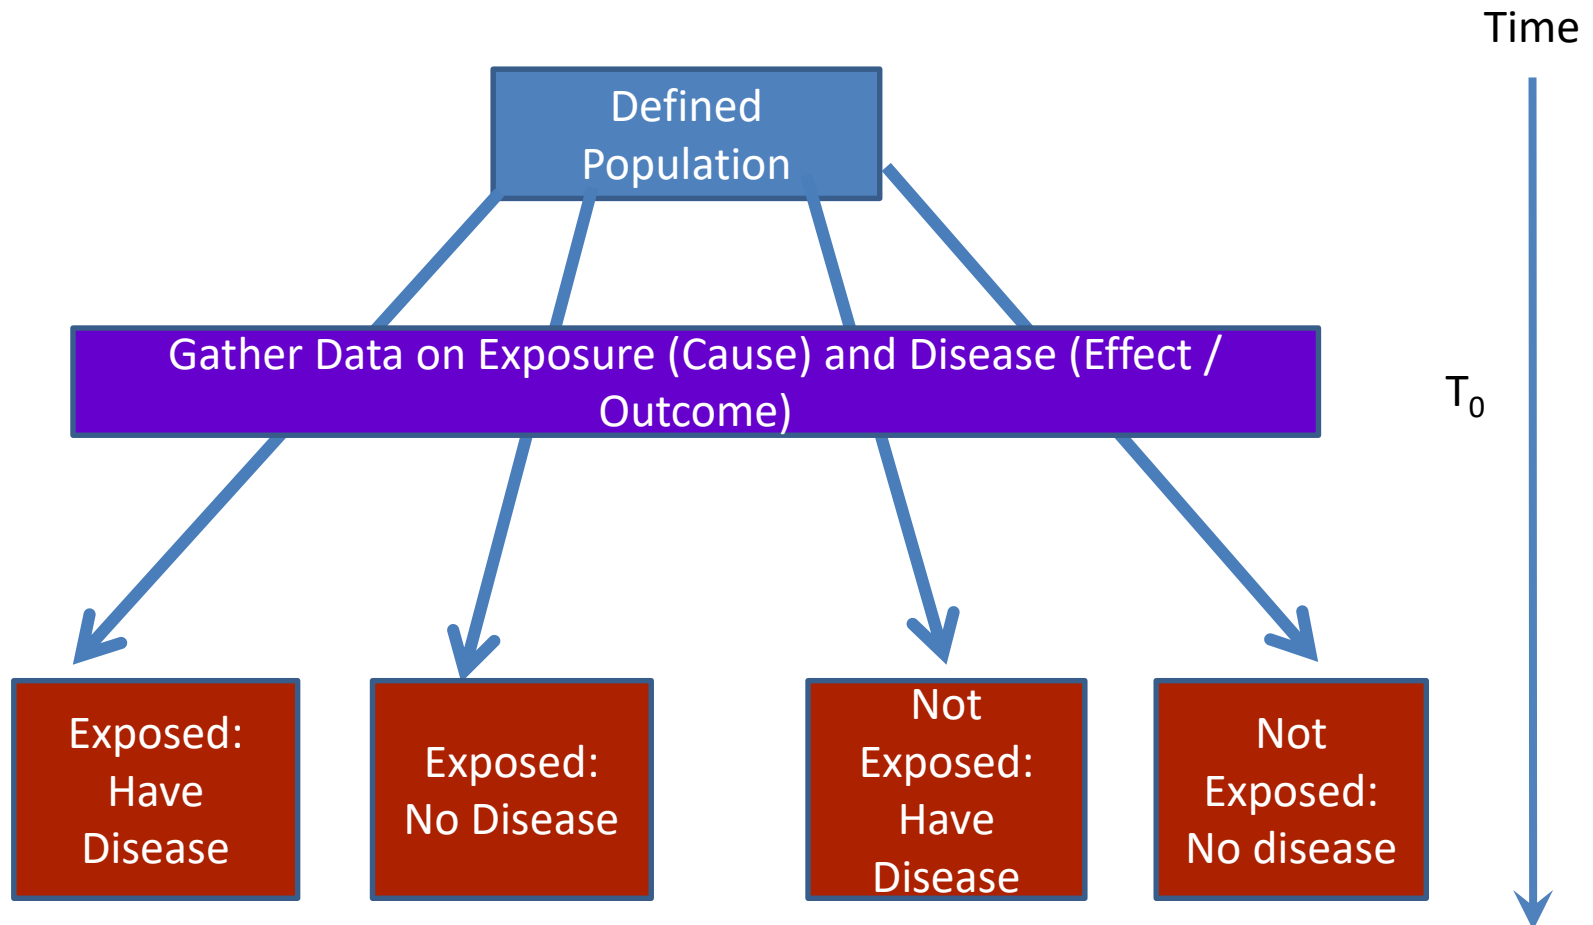 Time
Defined
Population
Gather Data on Exposure (Cause) and Disease (Effect /
Outcome)
T₀
Exposed:
Have
Disease
Exposed:
No Disease
Not
Exposed:
Have
Disease
Not
Exposed:
No disease